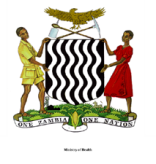 ONE ZAMBIA ONE NATION
Ministry of Health